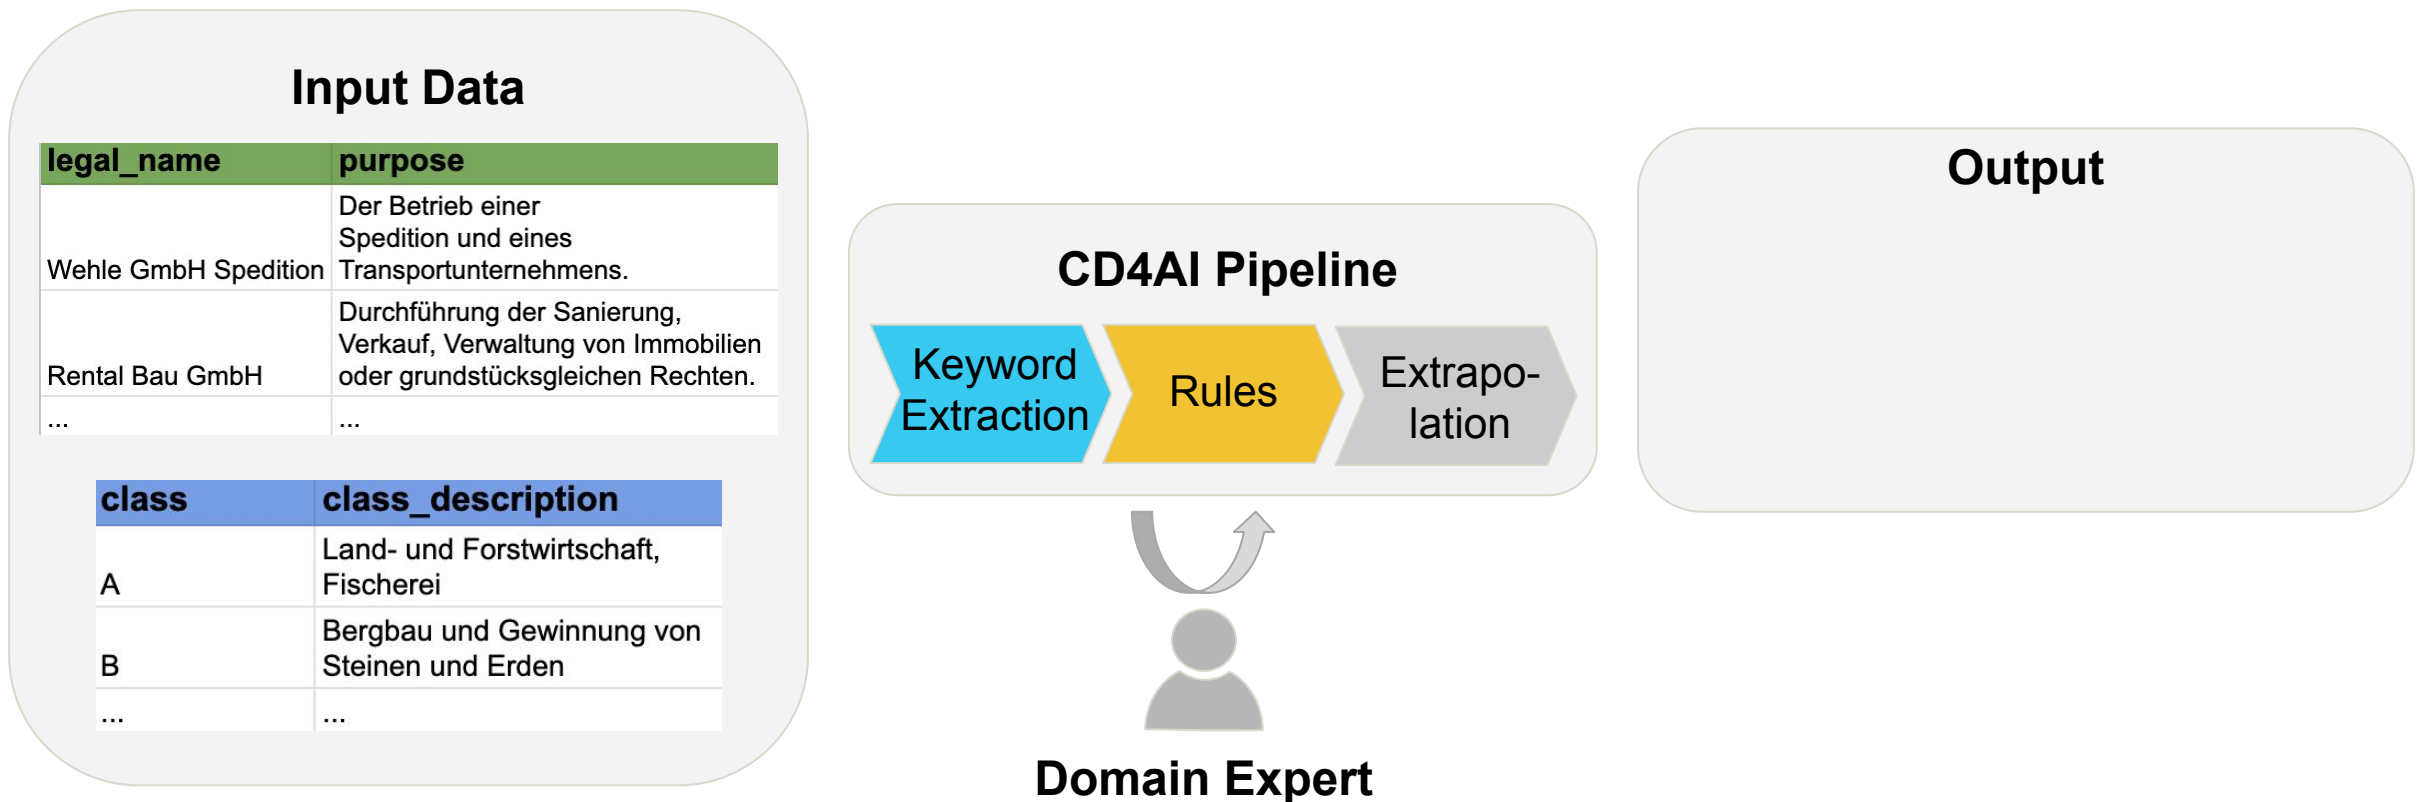 Input Data
legal_name purpose
Der Betrieb einer
Spedition und eines
Wehle GmbH Spedition Transportunternehmens.
Durchführung der Sanierung,
Verkauf, Verwaltung von Immobilien
Rental Bau GmbH oder grundstücksgleichen Rechten.
... ...
class class_description
Land- und Forstwirtschaft,
A Fischerei
Bergbau und Gewinnung von
B Steinen und Erden
... ...
CD4AI Pipeline
Keyword
Extraction
Rules
Extrapo-
lation
Domain Expert
Output